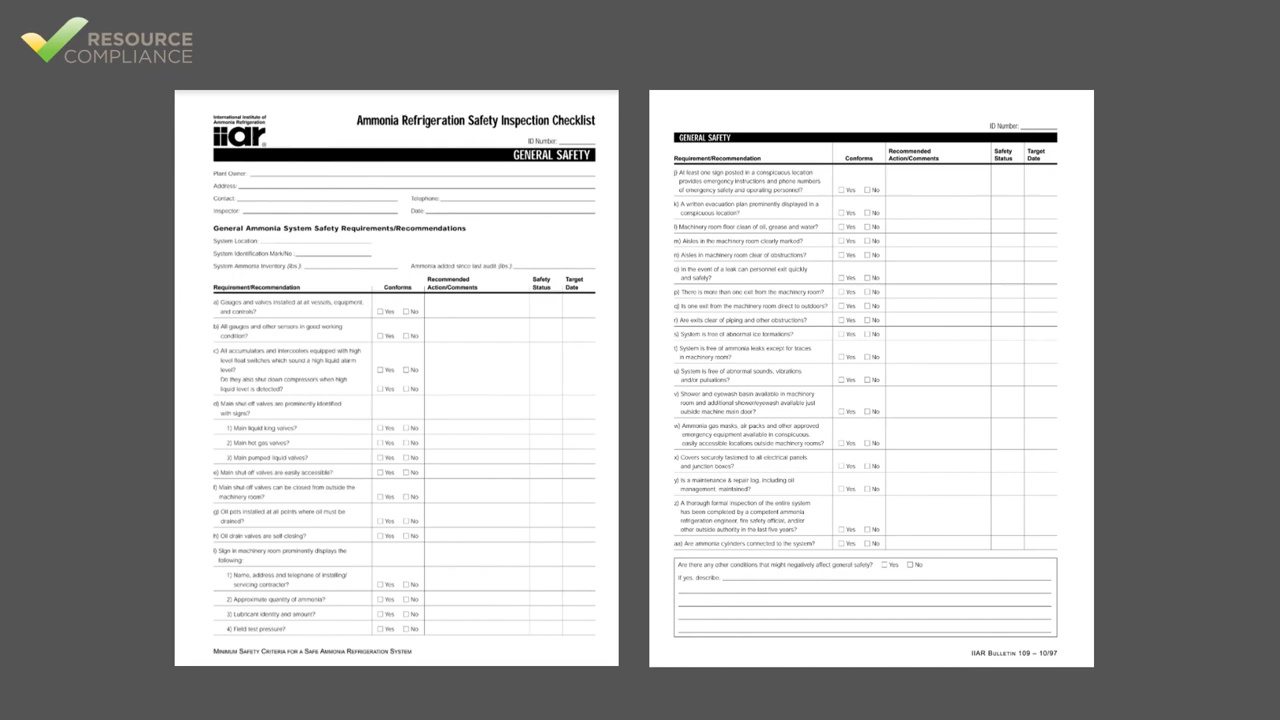 RESOURCE
COMPLIANCE
International Institute of
Ammonia Refrigeration
iiar®
Ammonia Refrigeration Safety Inspection Checklist
ID Number:
GENERAL SAFETY
Plant Owner:
Address:
Contact: Telephone:
Inspector: Date:
General Ammonia System Safety Requirements/Recommendations
System Location:
System Identification Mark/No.:
System Ammonia Inventory (lbs.): Ammonia added since last audit (lbs.):
Recommended Safety Target
Requirement/Recommendation Conforms Action/Comments Status Date
a) Gauges and valves installed at all vessels, equipment,
and controls? Yes No
b) All gauges and other sensors in good working
condition? Yes No
c) All accumulators and intercoolers equipped with high
level float switches which sound a high liquid alarm
level? Yes No
Do they also shut down compressors when high
liquid level is detected? Yes No
d) Main shut-off valves are prominently identified
with signs?
1) Main liquid king valves? Yes No
2) Main hot gas valves? Yes No
3) Main pumped liquid valves? Yes No
e) Main shut-off valves are easily accessible? Yes No
f) Main shut-off valves can be closed from outside the
machinery room? Yes No
g) Oil pots installed at all points where oil must be
drained? Yes No
h) Oil drain valves are self-closing? Yes No
i) Sign in machinery room prominently displays the
following:
1) Name, address and telephone of installing/
servicing contractor? Yes No
2) Approximate quantity of ammonia? Yes No
3) Lubricant identity and amount? Yes No
4) Field test pressure? Yes No
MINIMUM SAFETY CRITERIA FOR A SAFE AMMONIA REFRIGERATION SYSTEM
ID Number:
GENERAL SAFETY
Recommended Safety Target
Requirement/Recommendation Conforms Action/Comments Status Date
j) At least one sign posted in a conspicuous location
provides emergency instructions and phone numbers
of emergency safety and operating personnel? Yes No
k) A written evacuation plan prominently displayed in a
conspicuous location? Yes No
l) Machinery room floor clean of oil, grease and water? Yes No
m) Aisles in the machinery room clearly marked? Yes No
n) Aisles in machinery room clear of obstructions? Yes No
o) In the event of a leak can personnel exit quickly
and safely? Yes No
p) There is more than one exit from the machinery room? Yes No
q) Is one exit from the machinery room direct to outdoors? Yes No
r) Are exits clear of piping and other obstructions? Yes No
s) System is free of abnormal ice formations? Yes No
t) System is free of ammonia leaks except for traces
in machinery room? Yes No
u) System is free of abnormal sounds, vibrations
and/or pulsations? Yes No
v) Shower and eyewash basin available in machinery
room and additional shower/eyewash available just
outside machine main door? Yes No
w) Ammonia gas masks, air packs and other approved
emergency equipment available in conspicuous,
easily accessible locations outside machinery rooms? Yes No
x) Covers securely fastened to all electrical panels
and junction boxes? Yes No
y) Is a maintenance & repair log, including oil
management, maintained? Yes No
z) A thorough formal inspection of the entire system
has been completed by a competent ammonia
refrigeration engineer, fire safety official, and/or
other outside authority in the last five years? Yes No
aa) Are ammonia cylinders connected to the system? Yes No
Are there any other conditions that might negatively affect general safety? Yes No
If yes, describe.
IIAR BULLETIN 109 – 10/97